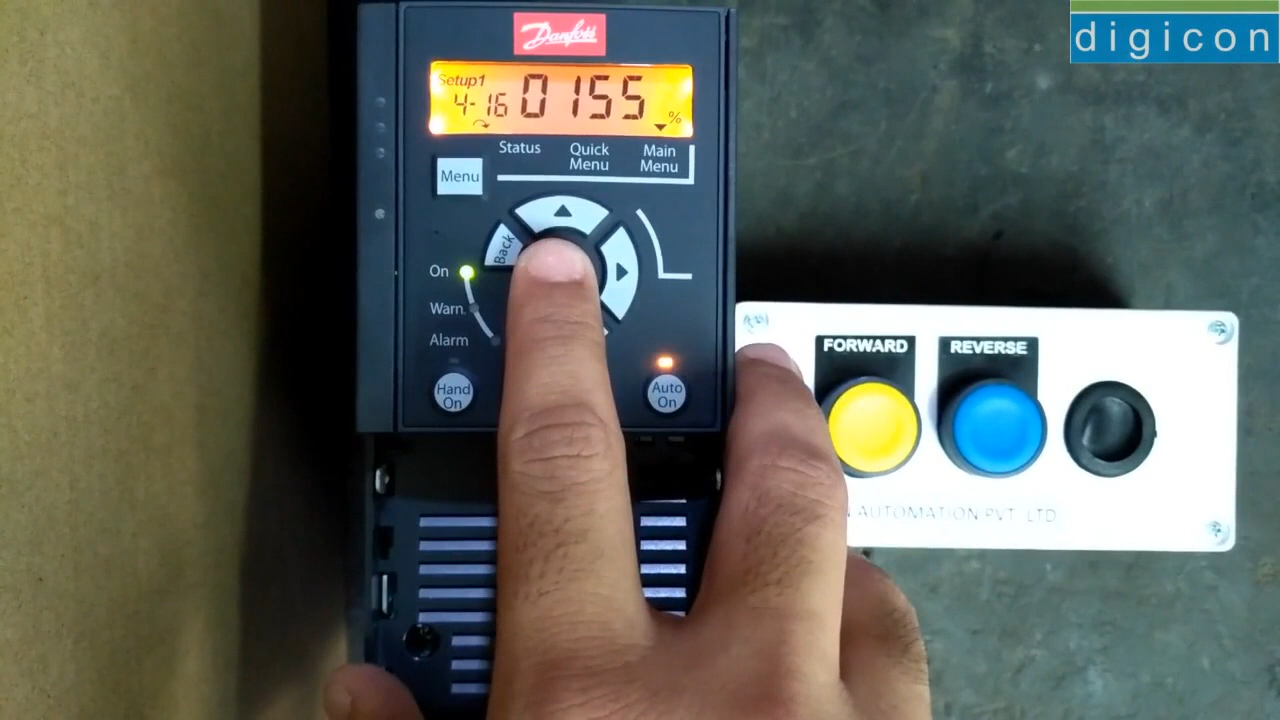 digicon
Danfoss
Setup1
4-16 0155 %
Status Quick Menu Main Menu
Menu
Back
On
Warn.
Alarm
Hand On
Auto On
FORWARD REVERSE
AUTOMATION PVT. LTD